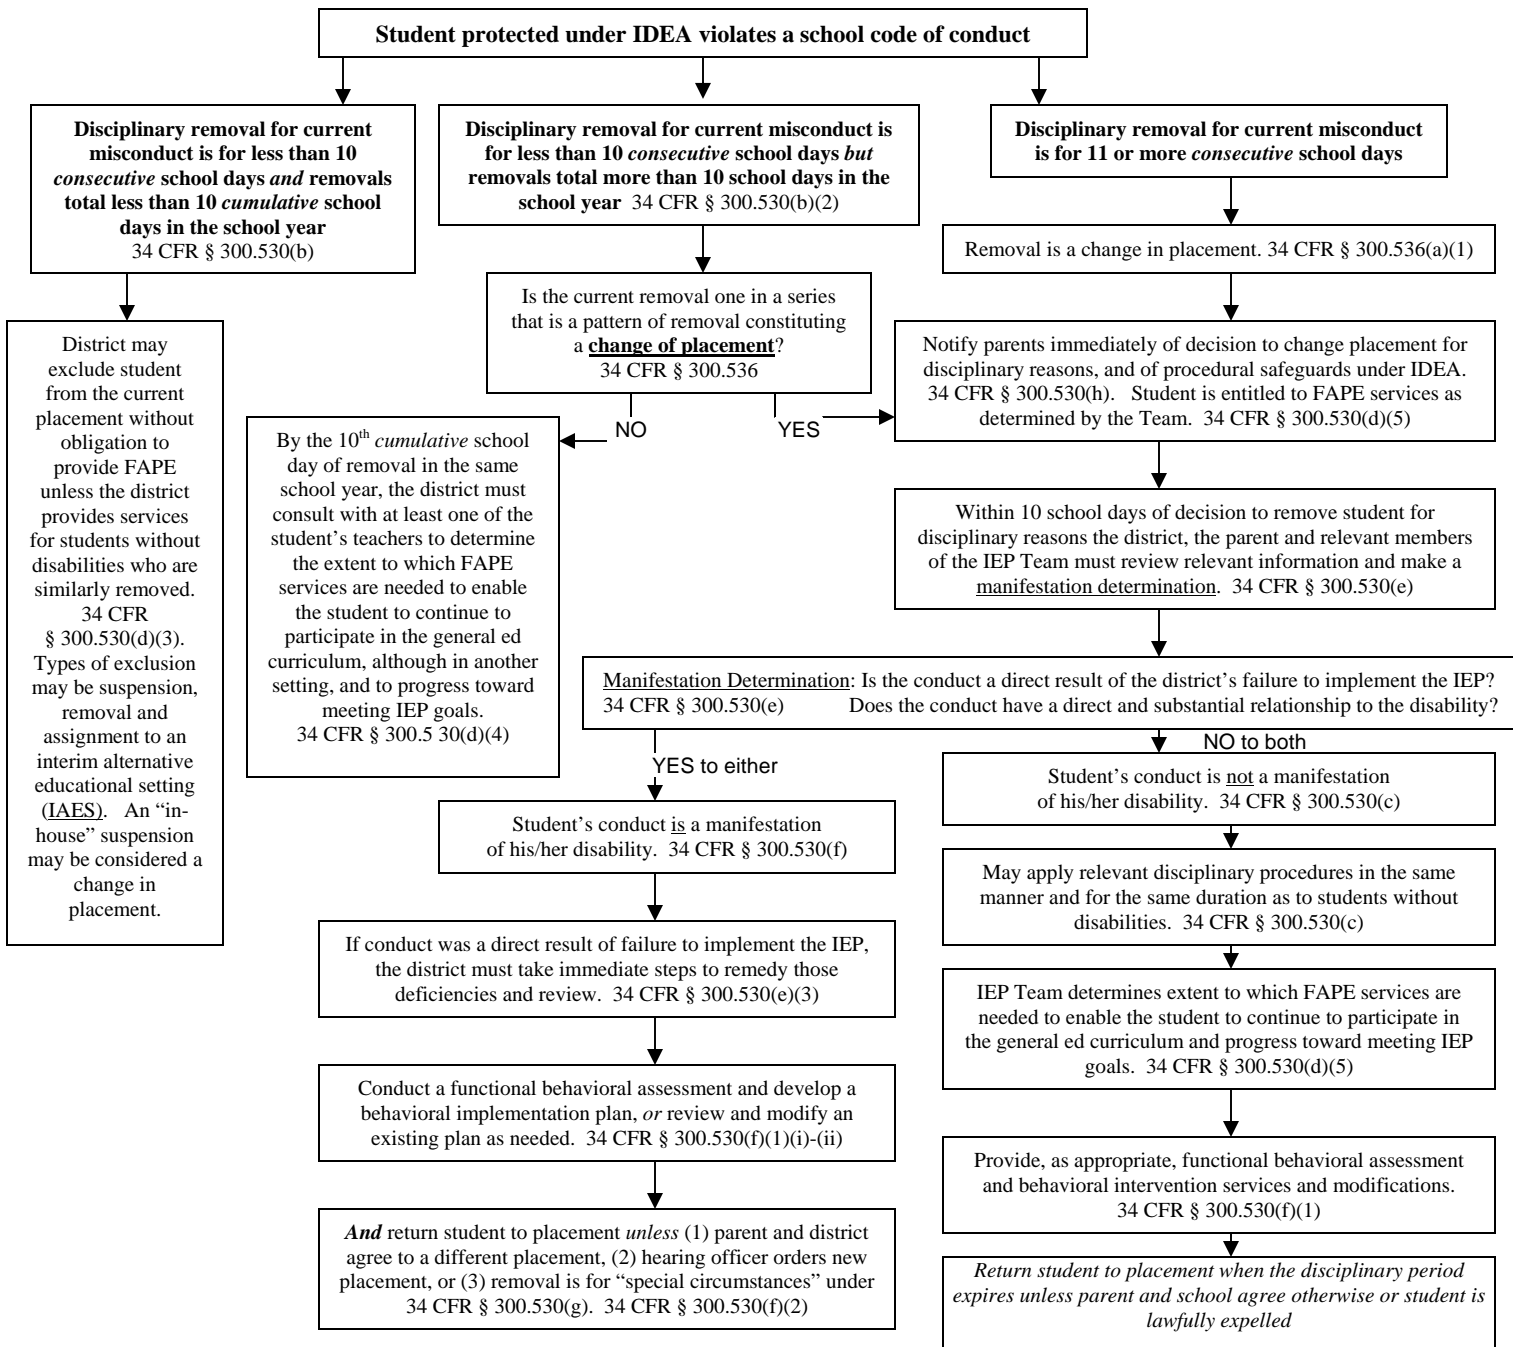 Student protected under IDEA violates a school code of conduct
Disciplinary removal for current
misconduct is for less than 10
consecutive school days and removals
total less than 10 cumulative school
days in the school year
34 CFR § 300.530(b)
Disciplinary removal for current misconduct is
for less than 10 consecutive school days but
removals total more than 10 school days in the
school year 34 CFR § 300.530(b)(2)
Disciplinary removal for current misconduct
is for 11 or more consecutive school days
Removal is a change in placement. 34 CFR § 300.536(a)(1)
Is the current removal one in a series
that is a pattern of removal constituting
a change of placement?
34 CFR § 300.536
District may
exclude student
from the current
placement without
obligation to
provide FAPE
unless the district
provides services
for students without
disabilities who are
similarly removed.
34 CFR
§ 300.530(d)(3).
Types of exclusion
may be suspension,
removal and
assignment to an
interim alternative
educational setting
(IAES). An “in-
house” suspension
may be considered a
change in
placement.
Notify parents immediately of decision to change placement for
disciplinary reasons, and of procedural safeguards under IDEA.
34 CFR § 300.530(h). Student is entitled to FAPE services as
determined by the Team. 34 CFR § 300.530(d)(5)
NO
YES
By the 10th cumulative school
day of removal in the same
school year, the district must
consult with at least one of the
student’s teachers to determine
the extent to which FAPE
services are needed to enable
the student to continue to
participate in the general ed
curriculum, although in another
setting, and to progress toward
meeting IEP goals.
34 CFR § 300.5 30(d)(4)
Within 10 school days of decision to remove student for
disciplinary reasons the district, the parent and relevant members
of the IEP Team must review relevant information and make a
manifestation determination. 34 CFR § 300.530(e)
Manifestation Determination: Is the conduct a direct result of the district’s failure to implement the IEP?
34 CFR § 300.530(e) Does the conduct have a direct and substantial relationship to the disability?
YES to either
NO to both
Student’s conduct is a manifestation
of his/her disability. 34 CFR § 300.530(f)
If conduct was a direct result of failure to implement the IEP,
the district must take immediate steps to remedy those
deficiencies and review. 34 CFR § 300.530(e)(3)
Conduct a functional behavioral assessment and develop a
behavioral implementation plan, or review and modify an
existing plan as needed. 34 CFR § 300.530(f)(1)(i)-(ii)
And return student to placement unless (1) parent and district
agree to a different placement, (2) hearing officer orders new
placement, or (3) removal is for “special circumstances” under
34 CFR § 300.530(g). 34 CFR § 300.530(f)(2)
Student’s conduct is not a manifestation
of his/her disability. 34 CFR § 300.530(c)
May apply relevant disciplinary procedures in the same
manner and for the same duration as to students without
disabilities. 34 CFR § 300.530(c)
IEP Team determines extent to which FAPE services are
needed to enable the student to continue to participate in
the general ed curriculum and progress toward meeting IEP
goals. 34 CFR § 300.530(d)(5)
Provide, as appropriate, functional behavioral assessment
and behavioral intervention services and modifications.
34 CFR § 300.530(f)(1)
Return student to placement when the disciplinary period
expires unless parent and school agree otherwise or student is
lawfully expelled